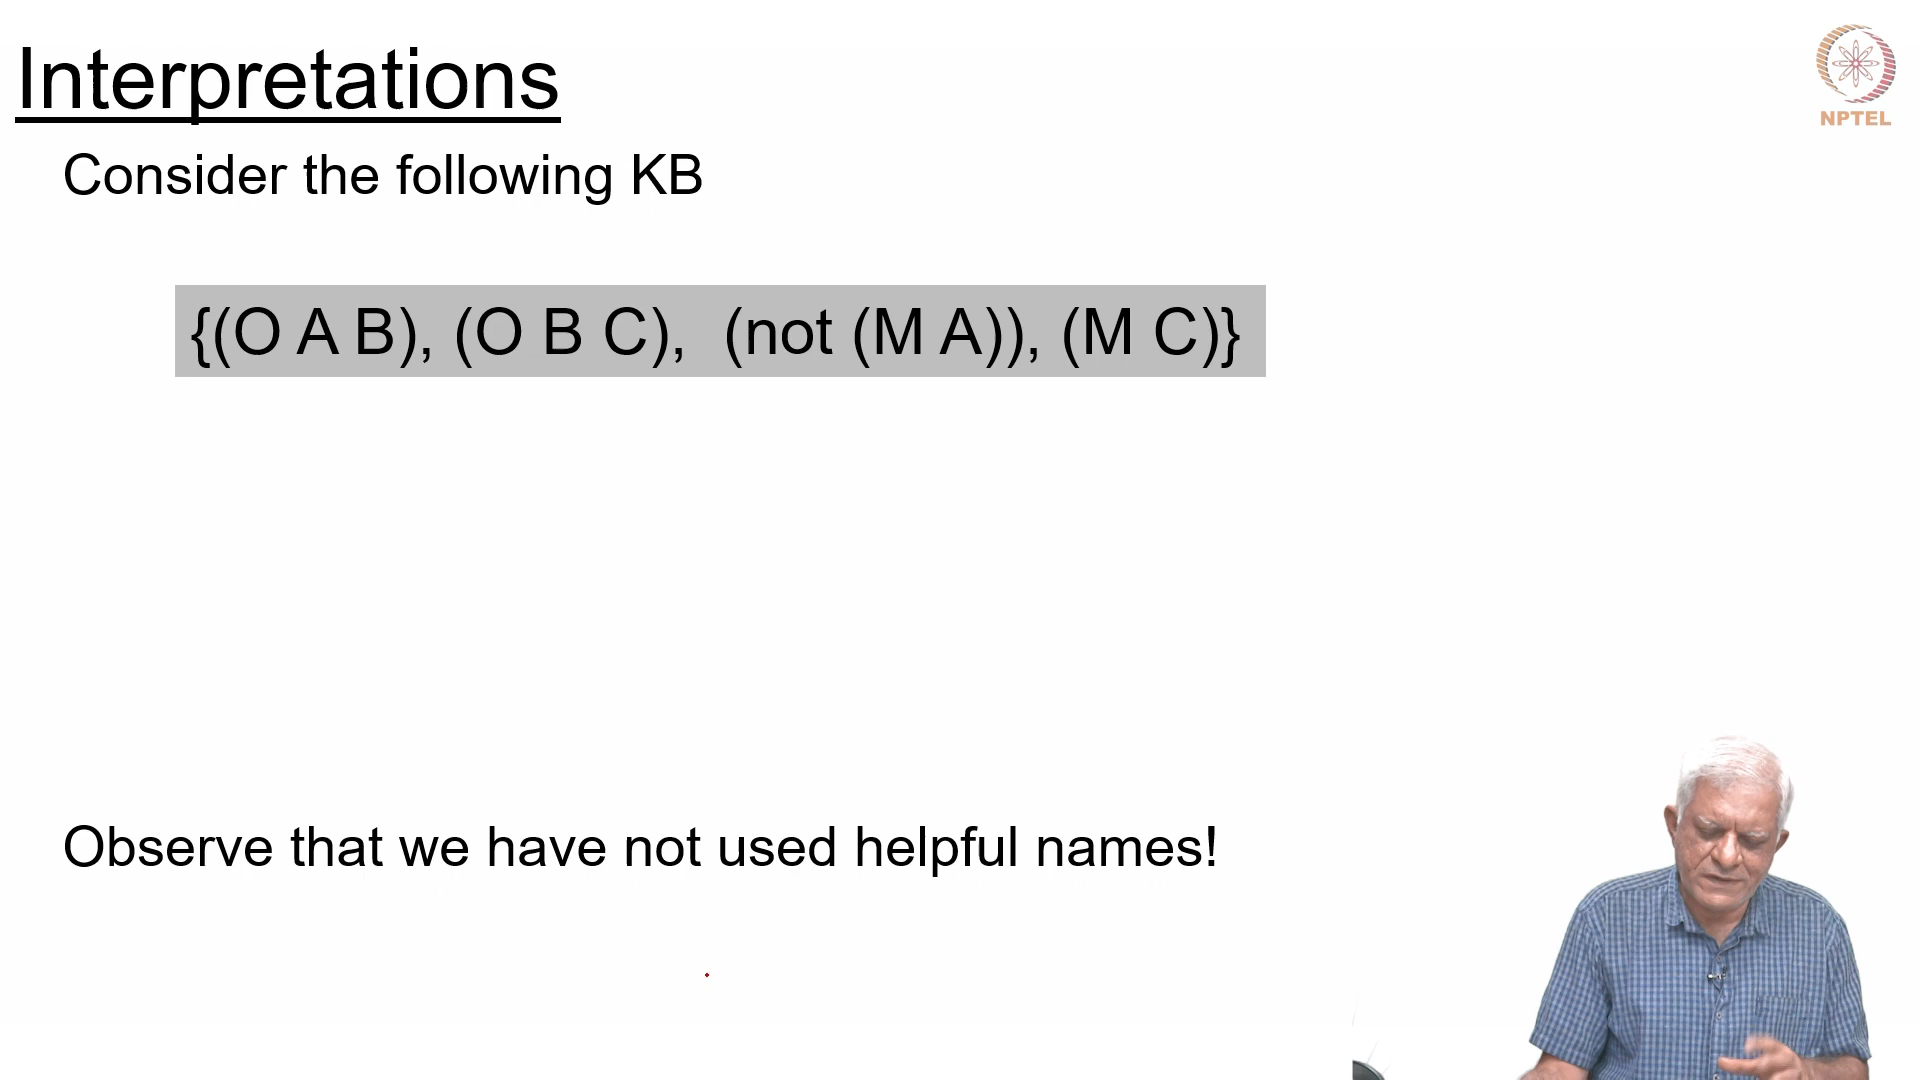 Interpretations
NPTEL
Consider the following KB
{(O A B), (O B C), (not (M A)), (M C)}
Observe that we have not used helpful names!